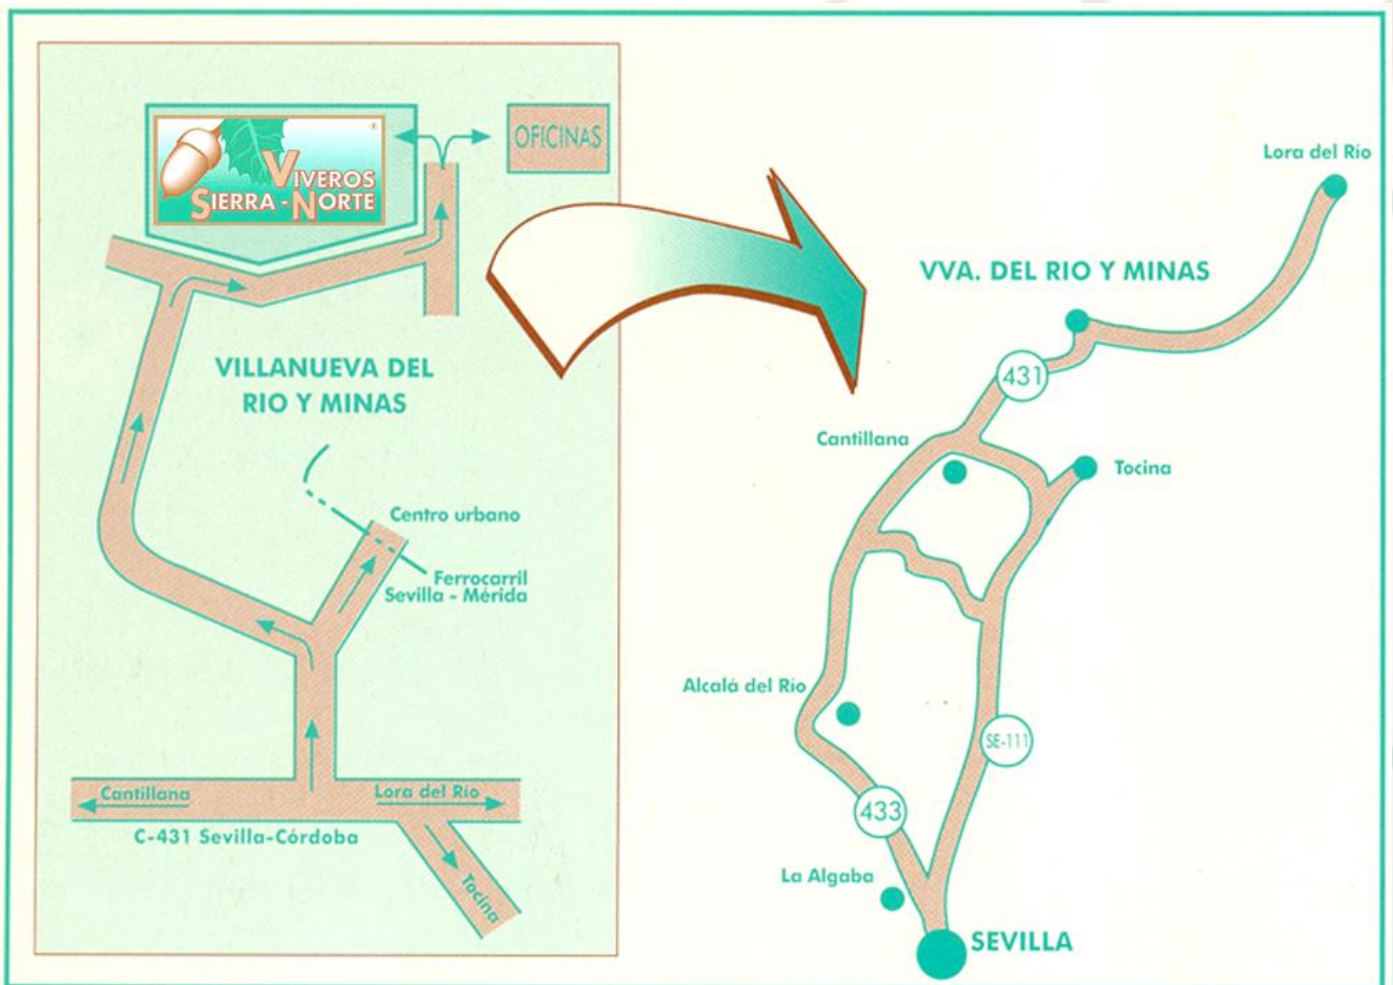 VIVEROS
SIERRA - NORTE
OFICINAS
VILLANUEVA DEL
RIO Y MINAS
Centro urbano
Ferrocarril
Sevilla - Mérida
Cantillana
Lora del Río
C-431 Sevilla-Córdoba
Tocina
Lora del Río
VVA. DEL RIO Y MINAS
431
Cantillana
Tocina
Alcalá del Río
SE-111
433
La Algaba
SEVILLA